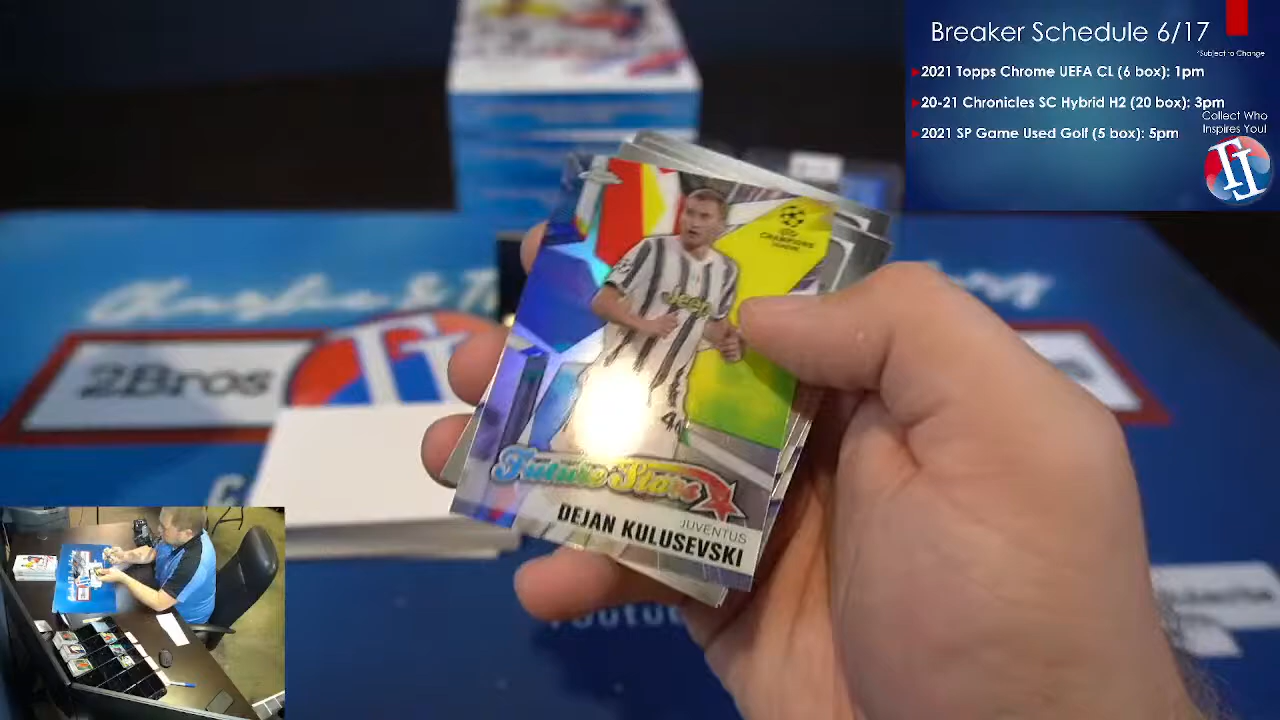 Breaker Schedule 6/17
*Subject to Change
▶2021 Topps Chrome UEFA CL (6 box): 1pm
▶20-21 Chronicles SC Hybrid H2 (20 box): 3pm
▶2021 SP Game Used Golf (5 box): 5pm
Collect Who
Inspires You!
CHAMPIONS
LEAGUE
Charlie & T
2Bros
Jeep
Future Stars
JUVENTUS
DEJAN KULUSEVSKI